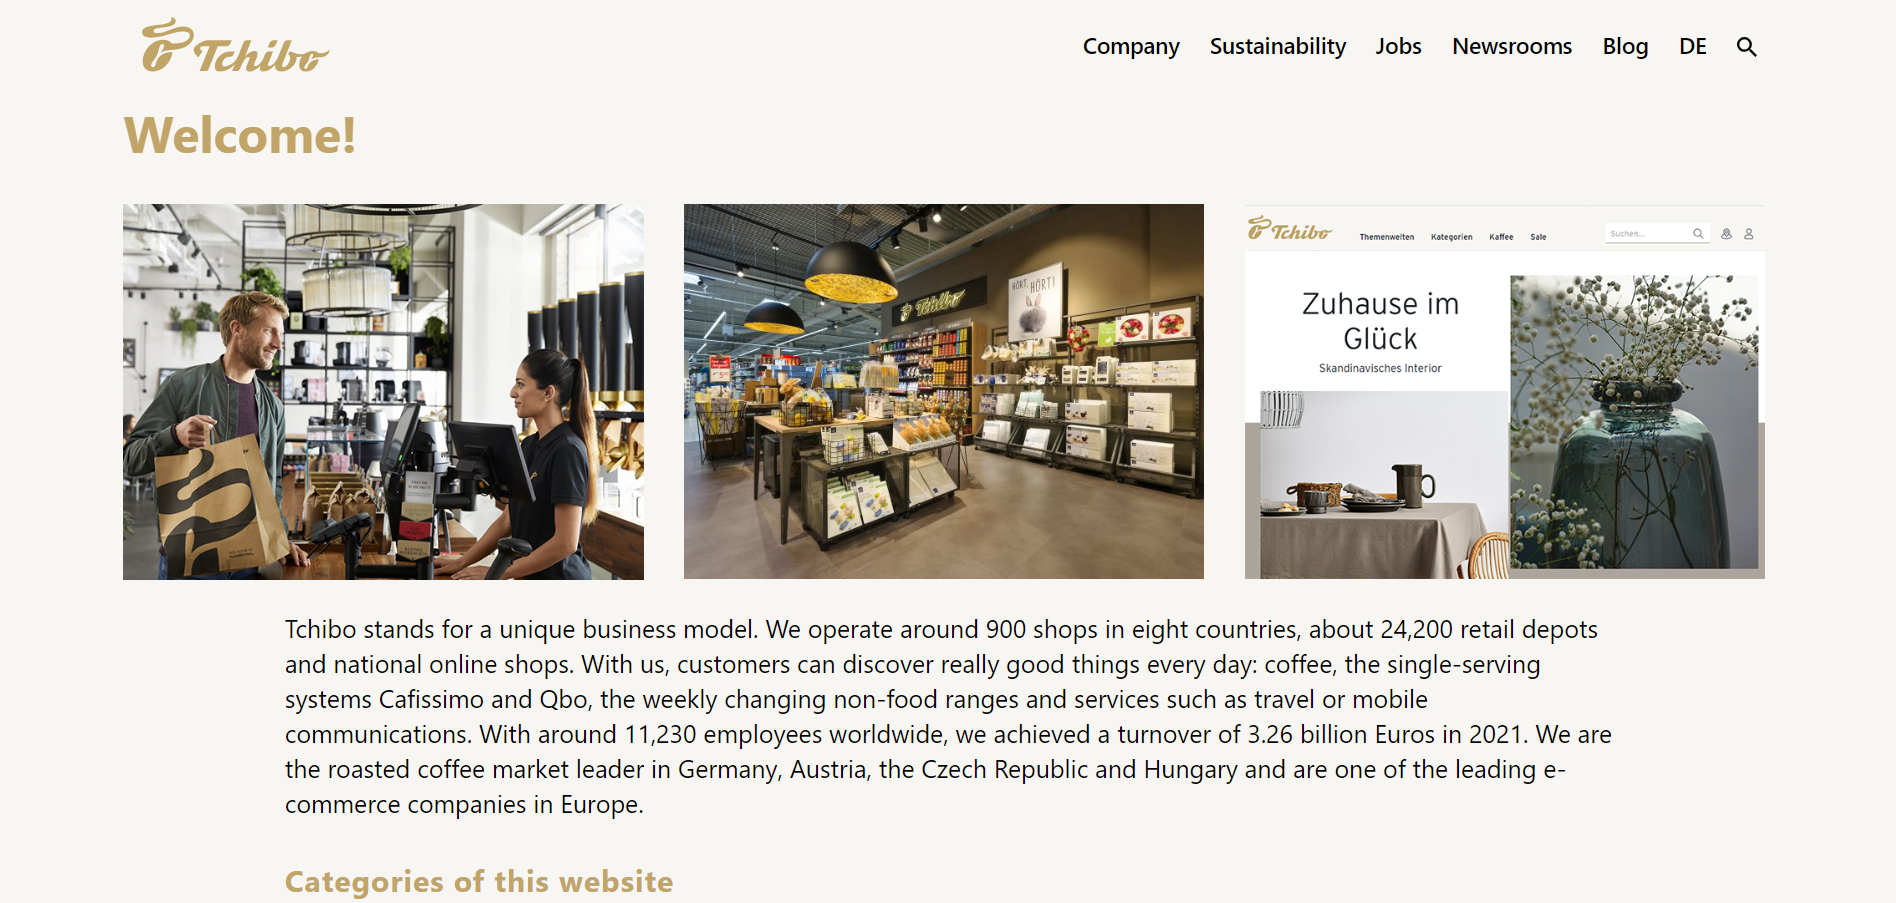 Tchibo
Company Sustainability Jobs Newsrooms Blog DE
Welcome!
Tchibo
HÖRT, HÖRT!
Tchibo
Themenwelten Kategorien Kaffee Sale
Suchen...
Zuhause im
Glück
Skandinavisches Interior
Tchibo stands for a unique business model. We operate around 900 shops in eight countries, about 24,200 retail depots
and national online shops. With us, customers can discover really good things every day: coffee, the single-serving
systems Cafissimo and Qbo, the weekly changing non-food ranges and services such as travel or mobile
communications. With around 11,230 employees worldwide, we achieved a turnover of 3.26 billion Euros in 2021. We are
the roasted coffee market leader in Germany, Austria, the Czech Republic and Hungary and are one of the leading e-
commerce companies in Europe.
Categories of this website